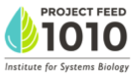 PROJECT FEED
1010
Institute for Systems Biology